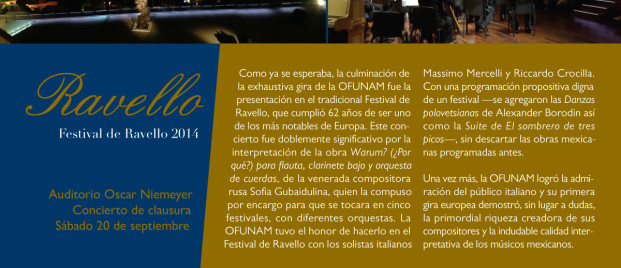 Ravello
Festival de Ravello 2014
Auditorio Oscar Niemeyer
Concierto de clausura
Sábado 20 de septiembre
Como ya se esperaba, la culminación de
la exhaustiva gira de la OFUNAM fue la
presentación en el tradicional Festival de
Ravello, que cumplió 62 años de ser uno
de los más notables de Europa. Este con-
cierto fue doblemente significativo por la
interpretación de la obra Warum? (¿Por
qué?) para flauta, clarinete bajo y orquesta
de cuerdas, de la venerada compositora
rusa Sofia Gubaidulina, quien la compuso
por encargo para que se tocara en cinco
festivales, con diferentes orquestas. La
OFUNAM tuvo el honor de hacerlo en el
Festival de Ravello con los solistas italianos
Massimo Mercelli y Riccardo Crocilla.
Con una programación propositiva digna
de un festival —se agregaron las Danzas
polovetsianas de Alexander Borodin así
como la Suite de El sombrero de tres
picos—, sin descartar las obras mexica-
nas programadas antes.
Una vez más, la OFUNAM logró la admi-
ración del público italiano y su primera
gira europea demostró, sin lugar a dudas,
la primordial riqueza creadora de sus
compositores y la indudable calidad inter-
pretativa de los músicos mexicanos.